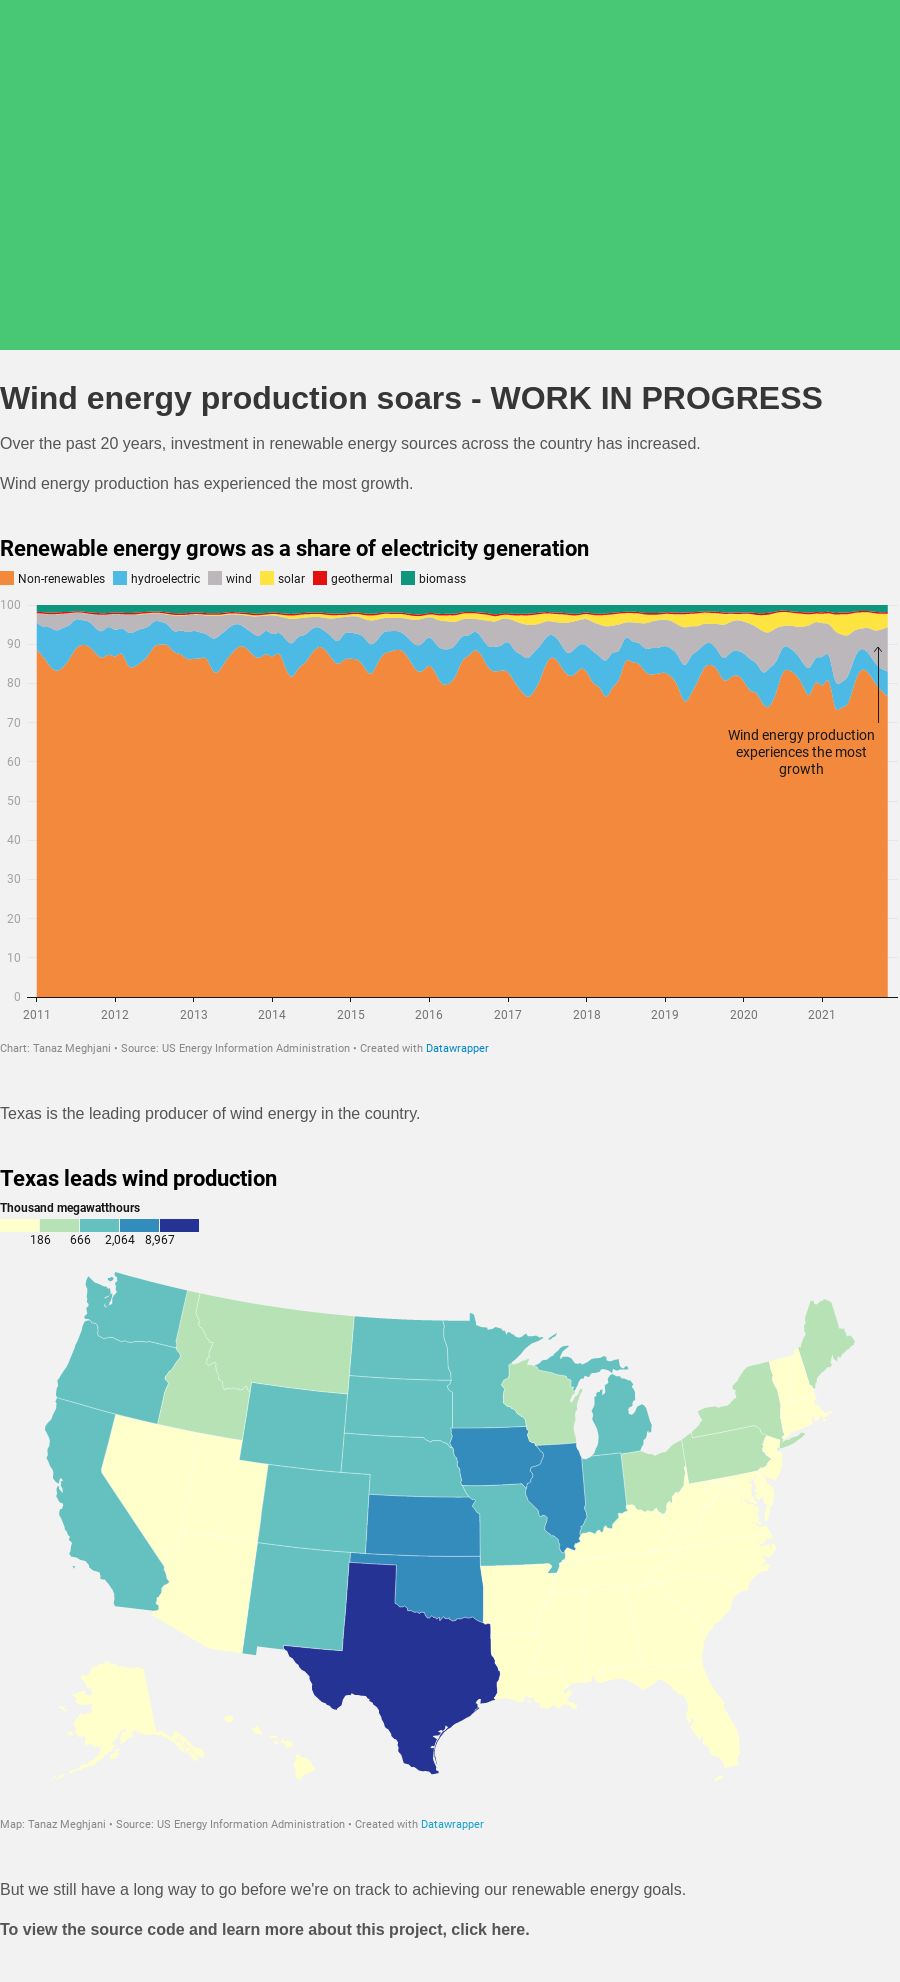 Wind energy production soars - WORK IN PROGRESS
Over the past 20 years, investment in renewable energy sources across the country has increased.
Wind energy production has experienced the most growth.
Renewable energy grows as a share of electricity generation
Non-renewables hydroelectric wind solar geothermal biomass
100
90
80
70
60
50
40
30
20
10
0
Wind energy production
experiences the most
growth
2011 2012 2013 2014 2015 2016 2017 2018 2019 2020 2021
Chart: Tanaz Meghjani • Source: US Energy Information Administration • Created with Datawrapper
Texas is the leading producer of wind energy in the country.
Texas leads wind production
Thousand megawatthours
186 666 2,064 8,967
Map: Tanaz Meghjani • Source: US Energy Information Administration • Created with Datawrapper
But we still have a long way to go before we're on track to achieving our renewable energy goals.
To view the source code and learn more about this project, click here.